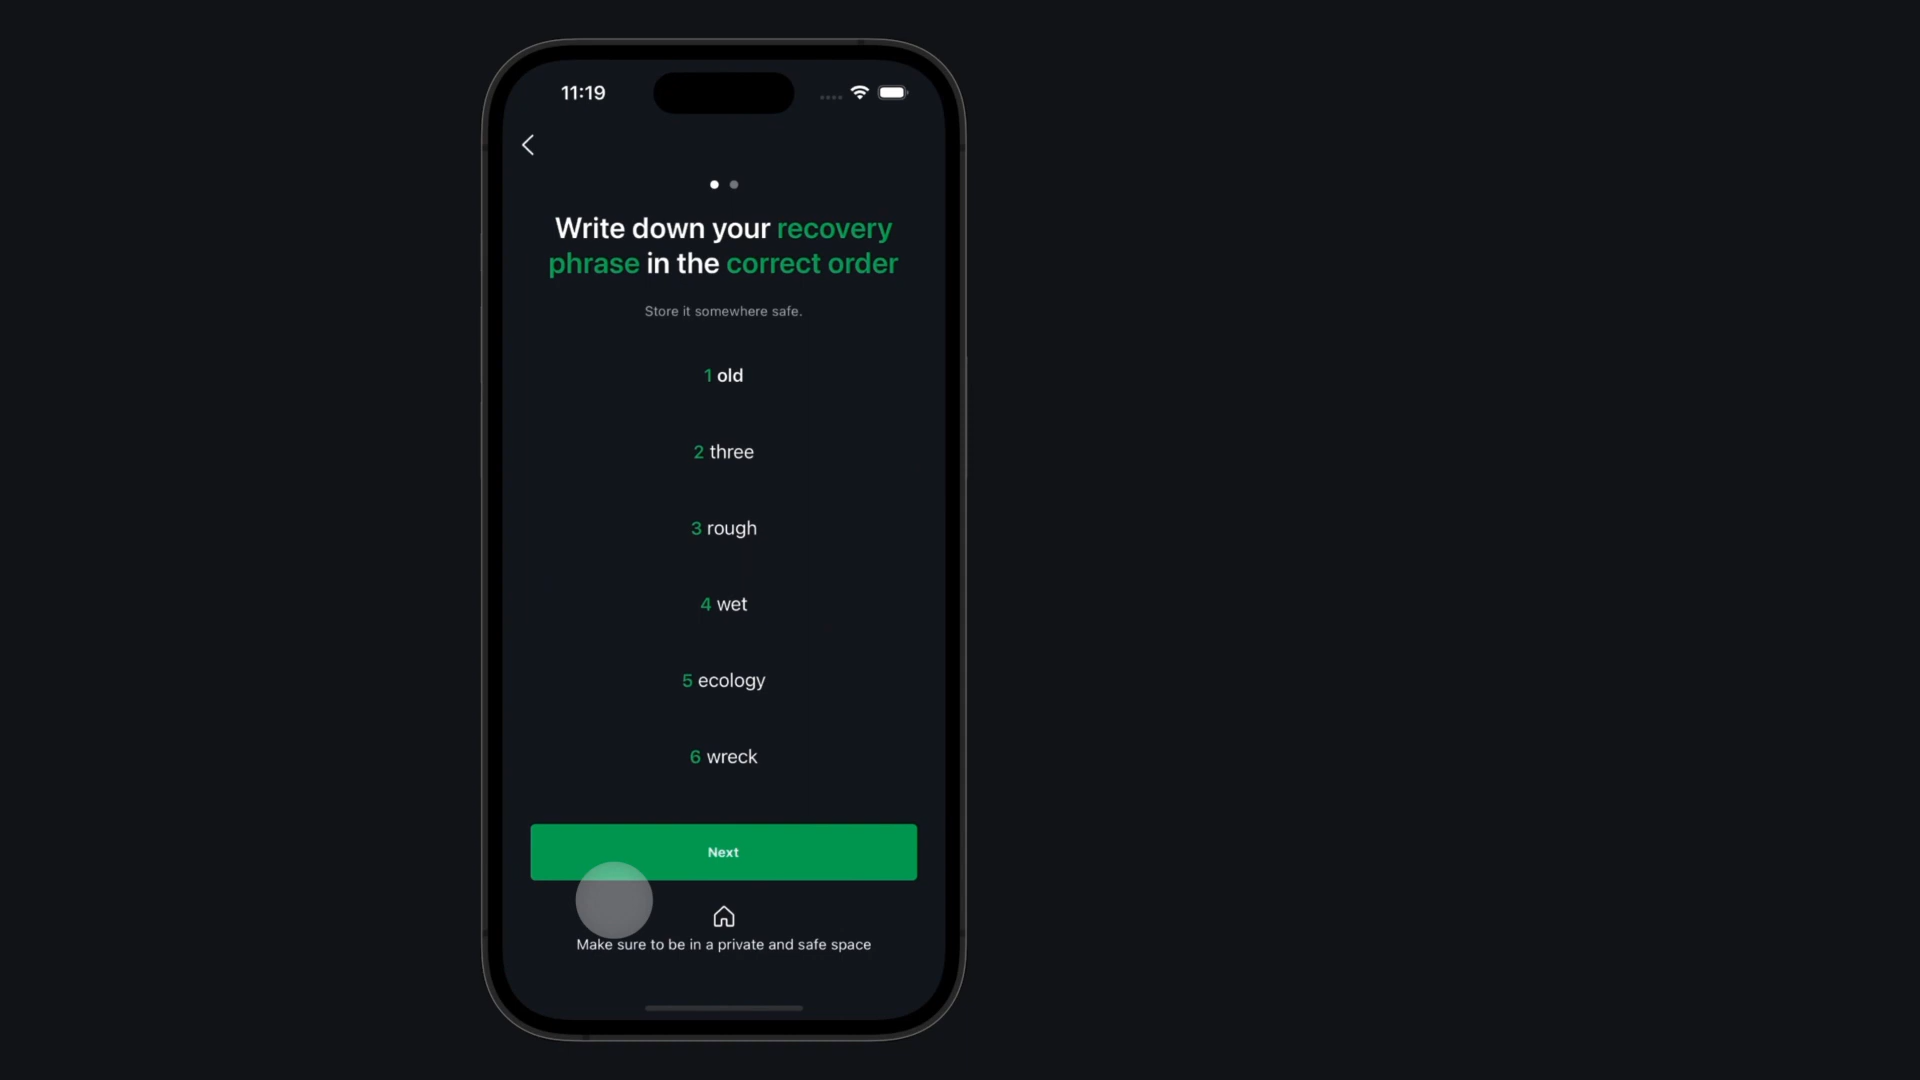 11:19
Write down your recovery
phrase in the correct order
Store it somewhere safe.
1 old
2 three
3 rough
4 wet
5 ecology
6 wreck
Next
Make sure to be in a private and safe space